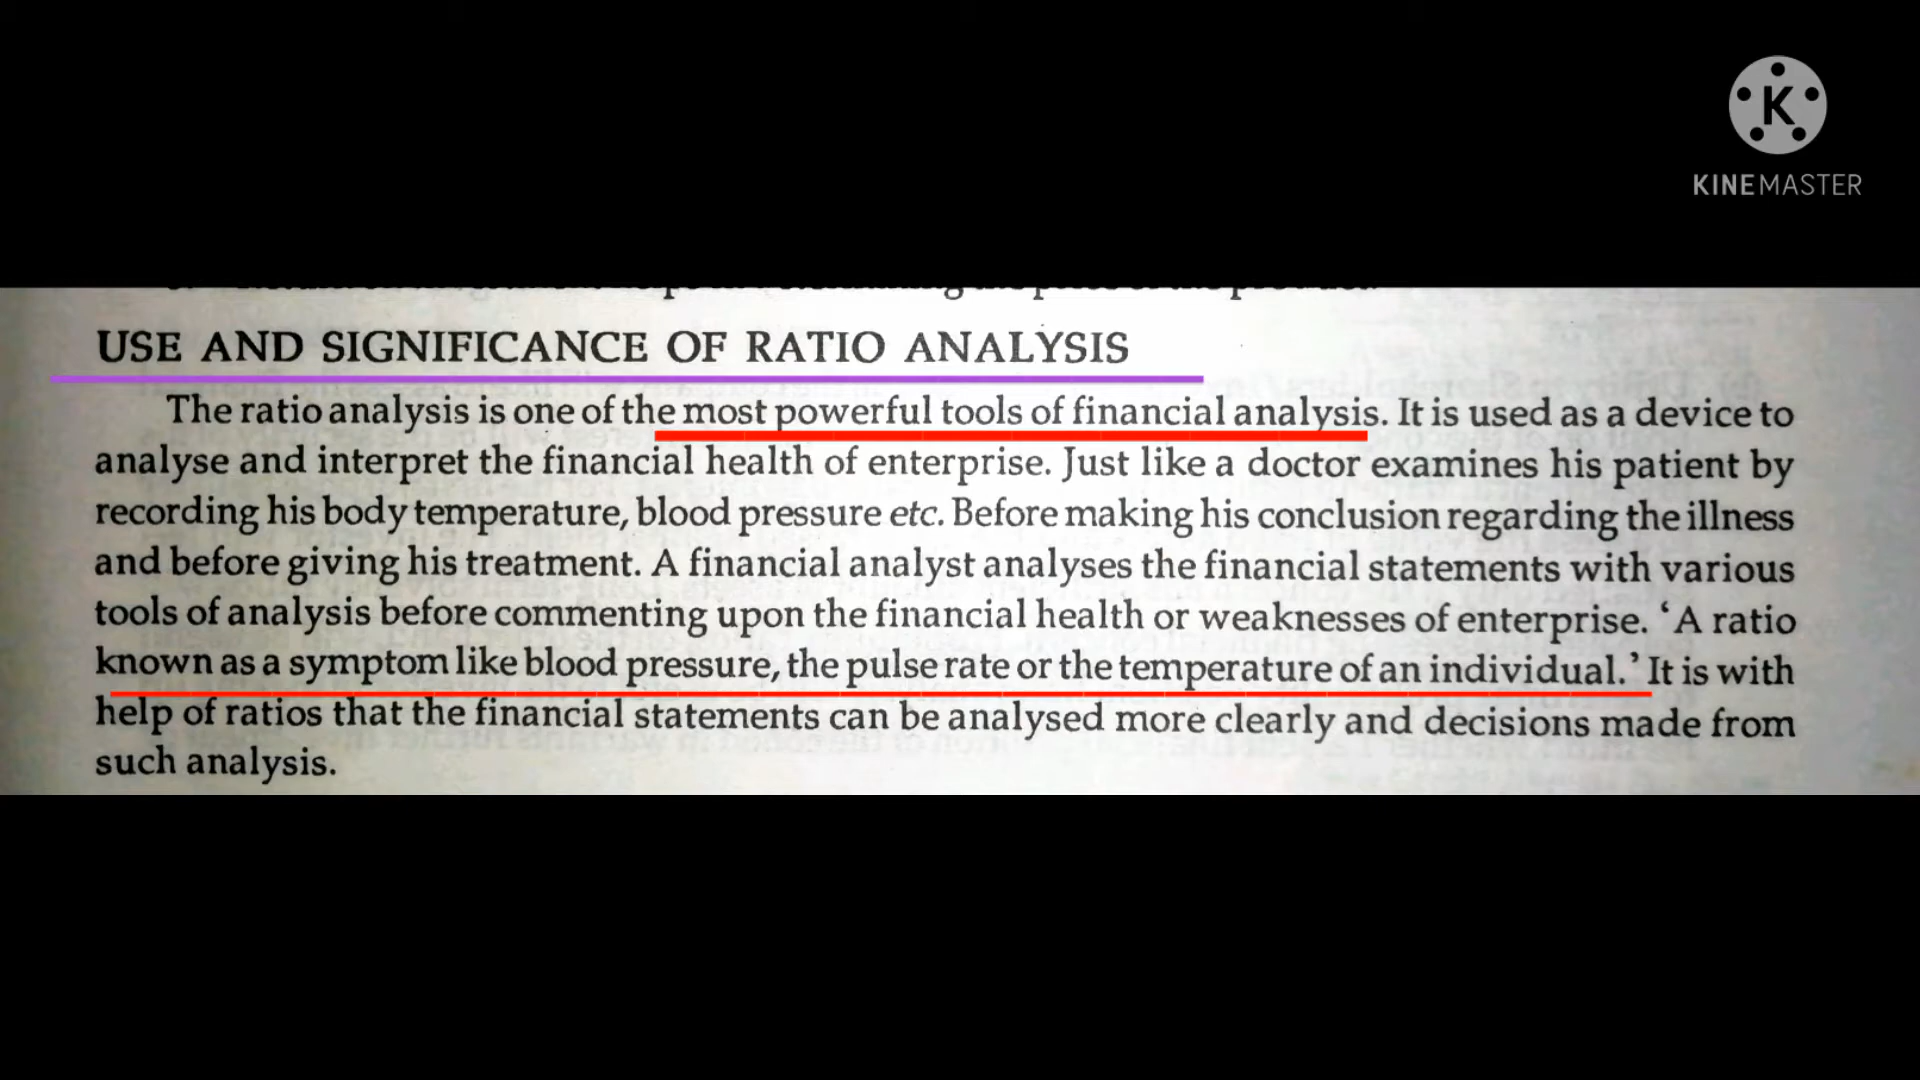 K
KINEMASTER
USE AND SIGNIFICANCE OF RATIO ANALYSIS
The ratio analysis is one of the most powerful tools of financial analysis. It is used as a device to
analyse and interpret the financial health of enterprise. Just like a doctor examines his patient by
recording his body temperature, blood pressure etc. Before making his conclusion regarding the illness
and before giving his treatment. A financial analyst analyses the financial statements with various
tools of analysis before commenting upon the financial health or weaknesses of enterprise. ‘A ratio
known as a symptom like blood pressure, the pulse rate or the temperature of an individual.’ It is with
help of ratios that the financial statements can be analysed more clearly and decisions made from
such analysis.